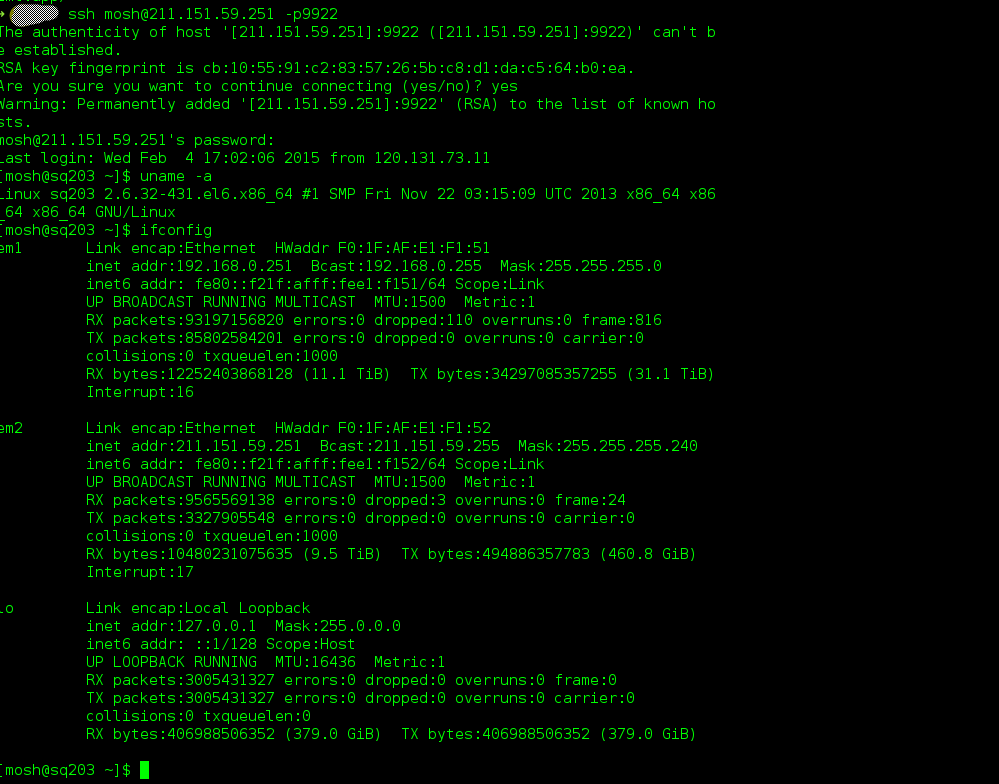 ssh mosh@211.151.59.251 -p9922
The authenticity of host '[211.151.59.251]:9922 ([211.151.59.251]:9922)' can't b
e established.
RSA key fingerprint is cb:10:55:91:c2:83:57:26:5b:c8:d1:da:c5:64:b0:ea.
Are you sure you want to continue connecting (yes/no)? yes
Warning: Permanently added '[211.151.59.251]:9922' (RSA) to the list of known ho
sts.
mosh@211.151.59.251's password:
Last login: Wed Feb  4 17:02:06 2015 from 120.131.73.11
[mosh@sq203 ~]$ uname -a
Linux sq203 2.6.32-431.el6.x86_64 #1 SMP Fri Nov 22 03:15:09 UTC 2013 x86_64 x86
_64 x86_64 GNU/Linux
[mosh@sq203 ~]$ ifconfig
em1       Link encap:Ethernet  HWaddr F0:1F:AF:E1:F1:51
          inet addr:192.168.0.251  Bcast:192.168.0.255  Mask:255.255.255.0
          inet6 addr: fe80::f21f:afff:fee1:f151/64 Scope:Link
          UP BROADCAST RUNNING MULTICAST  MTU:1500  Metric:1
          RX packets:93197156820 errors:0 dropped:110 overruns:0 frame:816
          TX packets:85802584201 errors:0 dropped:0 overruns:0 carrier:0
          collisions:0 txqueuelen:1000
          RX bytes:12252403868128 (11.1 TiB)  TX bytes:34297085357255 (31.1 TiB)
          Interrupt:16
em2       Link encap:Ethernet  HWaddr F0:1F:AF:E1:F1:52
          inet addr:211.151.59.251  Bcast:211.151.59.255  Mask:255.255.255.240
          inet6 addr: fe80::f21f:afff:fee1:f152/64 Scope:Link
          UP BROADCAST RUNNING MULTICAST  MTU:1500  Metric:1
          RX packets:9565569138 errors:0 dropped:3 overruns:0 frame:24
          TX packets:3327905548 errors:0 dropped:0 overruns:0 carrier:0
          collisions:0 txqueuelen:1000
          RX bytes:10480231075635 (9.5 TiB)  TX bytes:494886357783 (460.8 GiB)
          Interrupt:17
lo        Link encap:Local Loopback
          inet addr:127.0.0.1  Mask:255.0.0.0
          inet6 addr: ::1/128 Scope:Host
          UP LOOPBACK RUNNING  MTU:16436  Metric:1
          RX packets:3005431327 errors:0 dropped:0 overruns:0 frame:0
          TX packets:3005431327 errors:0 dropped:0 overruns:0 carrier:0
          collisions:0 txqueuelen:0
          RX bytes:406988506352 (379.0 GiB)  TX bytes:406988506352 (379.0 GiB)
[mosh@sq203 ~]$